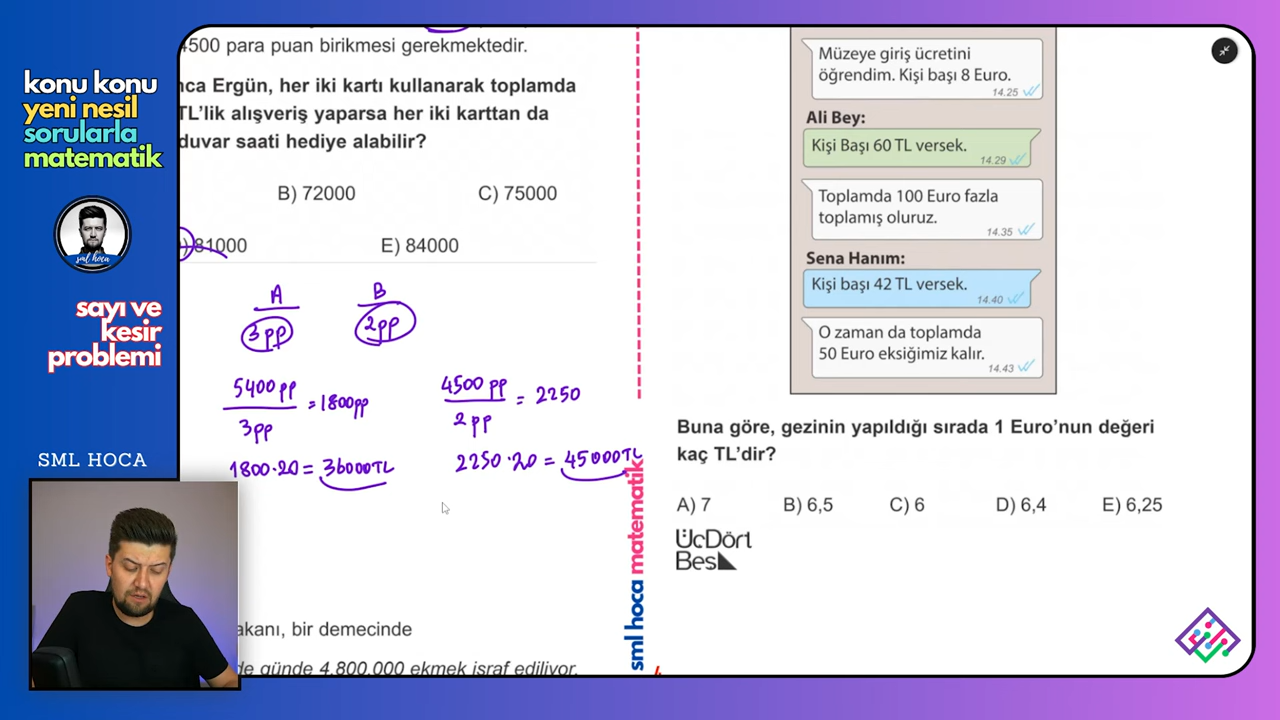 konu konu
yeni nesil
sorularla
matematik
sml hoca
sayı ve
kesir
problemi
SML HOCA
4500 para puan birikmesi gerekmektedir.
nca Ergün, her iki kartı kullanarak toplamda
TL'lik alışveriş yaparsa her iki karttan da
duvar saati hediye alabilir?
B) 72000
C) 75000
81000
E) 84000
A
B
3pp
2pp
5400pp
3pp
=1800pp
4500 pp
2pp
= 2250
1800.20 = 36000TL
2250.20 = 45000TL
akanı, bir demecinde
de günde 4.800.000 ekmek israf ediliyor.
sml hoca matematik
Müzeye giriş ücretini
öğrendim. Kişi başı 8 Euro.
14.25
Ali Bey:
Kişi Başı 60 TL versek.
14.29
Toplamda 100 Euro fazla
toplamış oluruz.
14.35
Sena Hanım:
Kişi başı 42 TL versek.
14.40
O zaman da toplamda
50 Euro eksiğimiz kalır.
14.43
Buna göre, gezinin yapıldığı sırada 1 Euro'nun değeri
kaç TL'dir?
A) 7
B) 6,5
C) 6
D) 6,4
E) 6,25
ÜçDört
Beş